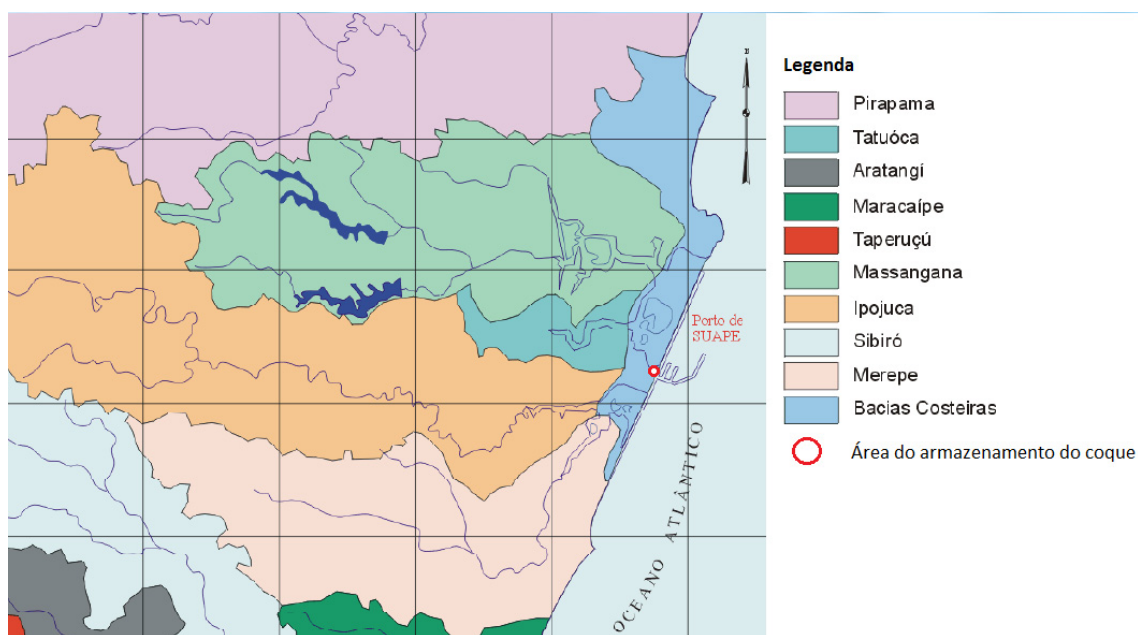 N
Porto de
SUAPE
OCEANO ATLÂNTICO
Legenda
Pirapama
Tatuóca
Aratangí
Maracaípe
Taperuçú
Massangana
Ipojuca
Sibiró
Merepe
Bacias Costeiras
Área do armazenamento do coque